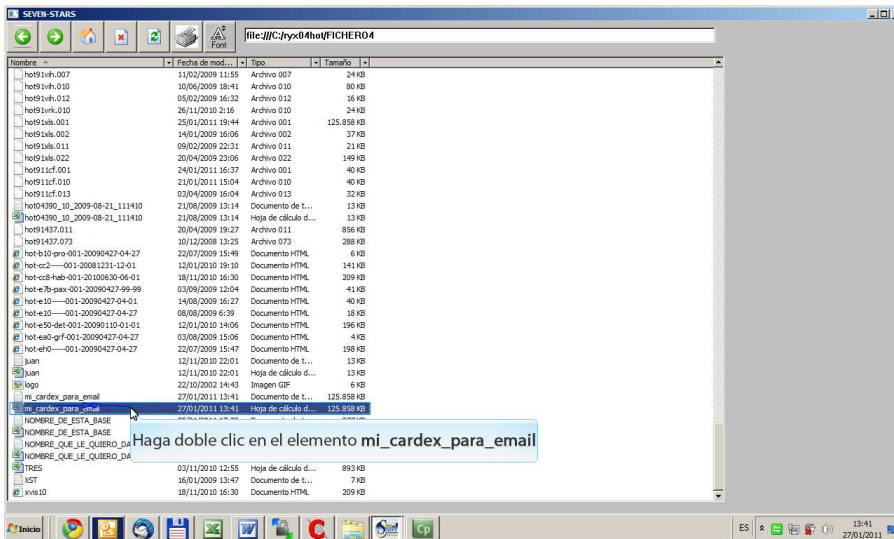 SEVEN-STARS
Font
file:///C:/ryx04hot/FICHERO4
Nombre Fecha de mod... Tipo Tamaño
hot91vih.007 11/02/2009 11:55 Archivo 007 24 KB
hot91vih.010 10/06/2009 18:41 Archivo 010 80 KB
hot91vih.012 05/02/2009 16:32 Archivo 012 16 KB
hot91vrk.010 26/11/2010 2:16 Archivo 010 24 KB
hot91xls.001 25/01/2011 19:44 Archivo 001 125.858 KB
hot91xls.002 14/01/2009 16:06 Archivo 002 37 KB
hot91xls.011 09/02/2009 22:31 Archivo 011 21 KB
hot91xls.022 20/04/2009 23:06 Archivo 022 149 KB
hot911cf.001 24/01/2011 16:37 Archivo 001 40 KB
hot911cf.010 21/01/2011 15:04 Archivo 010 40 KB
hot911cf.013 03/04/2009 16:04 Archivo 013 32 KB
hot04390_10_2009-08-21_111410 21/08/2009 13:14 Documento de t... 13 KB
hot04390_10_2009-08-21_111410 21/08/2009 13:14 Hoja de cálculo d... 13 KB
hot91437.011 20/04/2009 19:27 Archivo 011 856 KB
hot91437.073 10/12/2008 13:25 Archivo 073 288 KB
hot-b10-pro-001-20090427-04-27 22/07/2009 15:49 Documento HTML 6 KB
hot-cc2-----001-20081231-12-01 12/01/2010 19:10 Documento HTML 141 KB
hot-cc8-hab-001-20100630-06-01 18/11/2010 16:30 Documento HTML 209 KB
hot-e7b-pax-001-20090427-99-99 03/09/2009 12:04 Documento HTML 41 KB
hot-e10-----001-20090427-04-01 14/08/2009 16:27 Documento HTML 40 KB
hot-e10-----001-20090427-04-27 08/08/2009 6:39 Documento HTML 18 KB
hot-e50-det-001-20090110-01-01 12/01/2010 14:06 Documento HTML 196 KB
hot-ea0-grf-001-20090427-04-27 03/08/2009 15:06 Documento HTML 4 KB
hot-eh0-----001-20090427-04-27 22/07/2009 15:47 Documento HTML 198 KB
juan 12/11/2010 22:01 Documento de t... 13 KB
juan 12/11/2010 22:01 Hoja de cálculo d... 13 KB
logo 22/10/2002 14:43 Imagen GIF 6 KB
mi_cardex_para_email 27/01/2011 13:41 Documento de t... 125.858 KB
mi_cardex_para_email 27/01/2011 13:41 Hoja de cálculo d... 125.858 KB
NOMBRE_DE_ESTA_BASE
NOMBRE_DE_ESTA_BASE
NOMBRE_QUE_LE_QUIERO_DA
NOMBRE_QUE_LE_QUIERO_DA
Haga doble clic en el elemento mi_cardex_para_email
TRES 03/11/2010 12:55 Hoja de cálculo d... 893 KB
XST 16/01/2009 13:47 Documento de t... 7 KB
xvis10 18/11/2010 16:30 Documento HTML 209 KB
Inicio
Cp
ES
13:41
27/01/2011